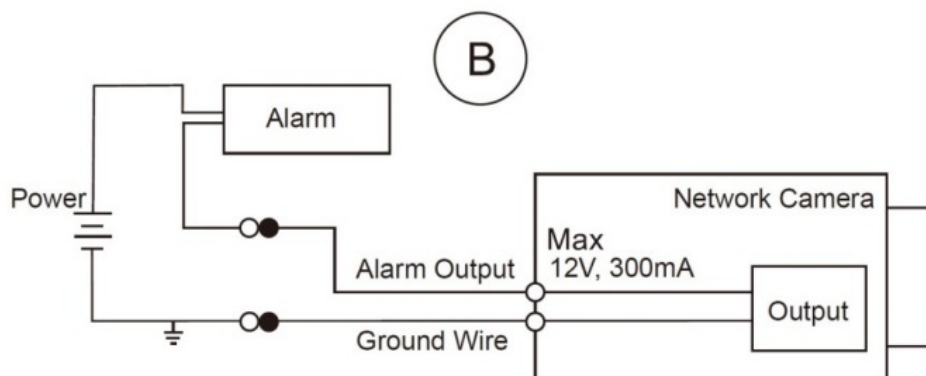 B
Alarm
Power
Network Camera
Max
12V, 300mA
Alarm Output
Output
Ground Wire